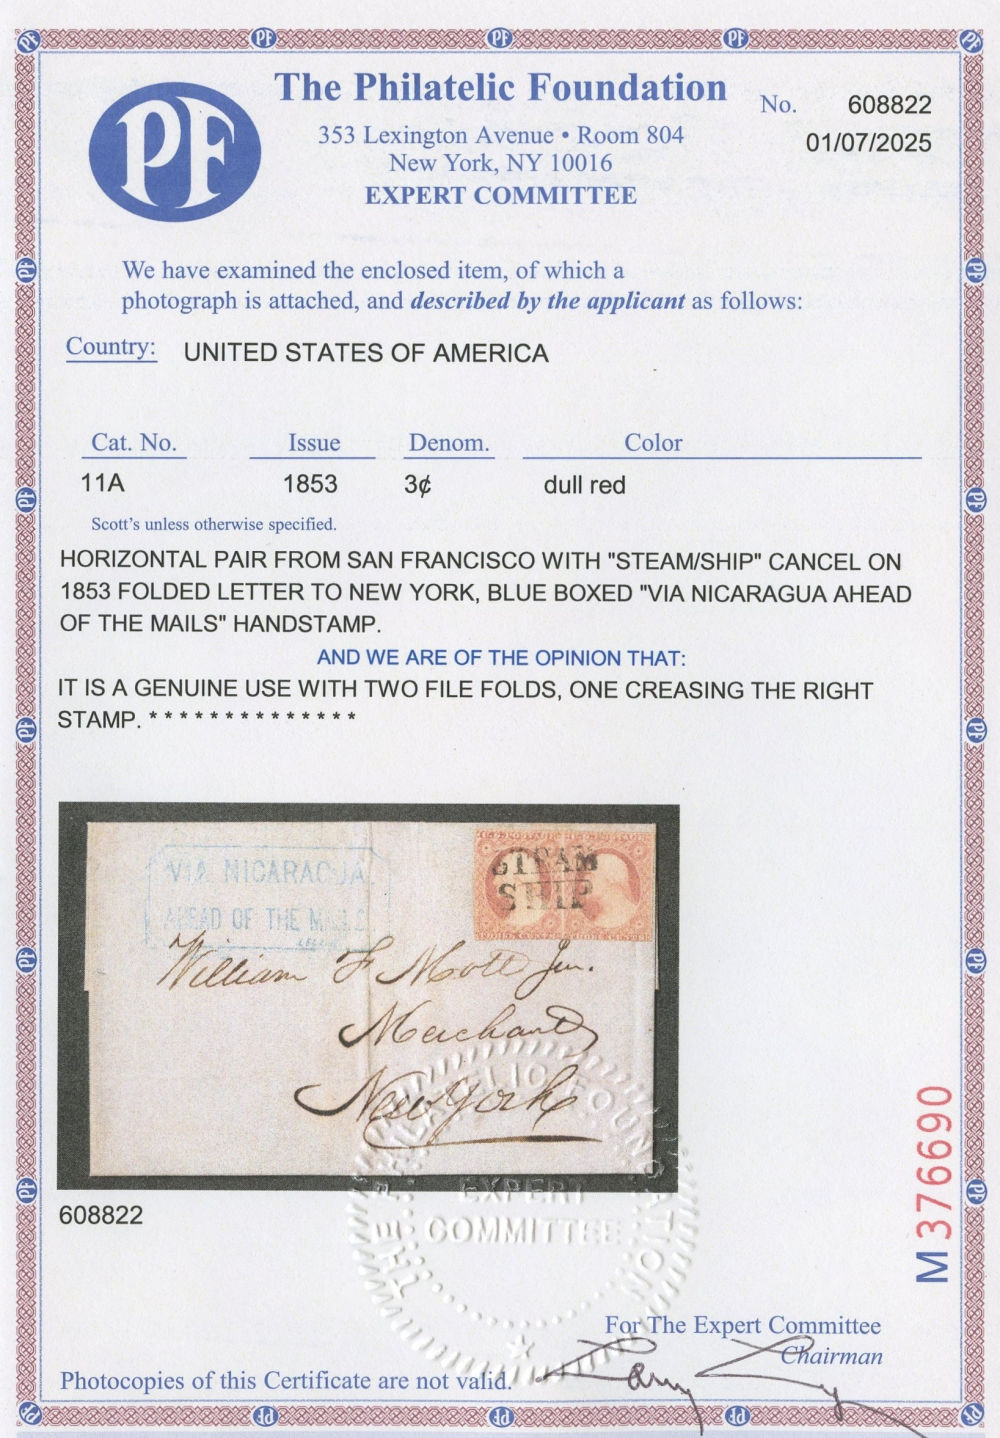 PF
The Philatelic Foundation
353 Lexington Avenue • Room 804
New York, NY 10016
EXPERT COMMITTEE
No. 608822
01/07/2025
We have examined the enclosed item, of which a
photograph is attached, and described by the applicant as follows:
Country: UNITED STATES OF AMERICA
Cat. No. Issue Denom. Color
11A 1853 3¢ dull red
Scott's unless otherwise specified.
HORIZONTAL PAIR FROM SAN FRANCISCO WITH "STEAM/SHIP" CANCEL ON
1853 FOLDED LETTER TO NEW YORK, BLUE BOXED "VIA NICARAGUA AHEAD
OF THE MAILS" HANDSTAMP.
AND WE ARE OF THE OPINION THAT:
IT IS A GENUINE USE WITH TWO FILE FOLDS, ONE CREASING THE RIGHT
STAMP. * * * * * * * * * * * * * *
VIA NICARAGUA
AHEAD OF THE MAILS
STEAM
SHIP
William F Mott Jun.
Merchant
New York
THE PHILATELIC FOUNDATION
EXPERT
COMMITTEE
608822
M 376690
For The Expert Committee
Chairman
Photocopies of this Certificate are not valid.